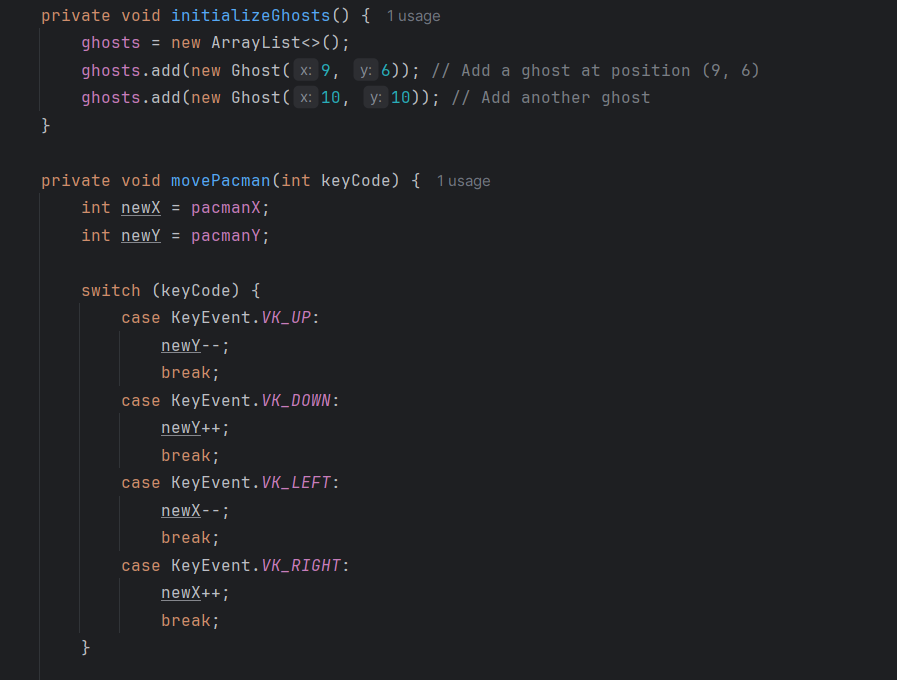 private void initializeGhosts() { 1 usage
ghosts = new ArrayList<>();
ghosts.add(new Ghost( x: 9, y: 6)); // Add a ghost at position (9, 6)
ghosts.add(new Ghost( x: 10, y: 10)); // Add another ghost
}
private void movePacman(int keyCode) { 1 usage
int newX = pacmanX;
int newY = pacmanY;
switch (keyCode) {
case KeyEvent.VK_UP:
newY--;
break;
case KeyEvent.VK_DOWN:
newY++;
break;
case KeyEvent.VK_LEFT:
newX--;
break;
case KeyEvent.VK_RIGHT:
newX++;
break;
}